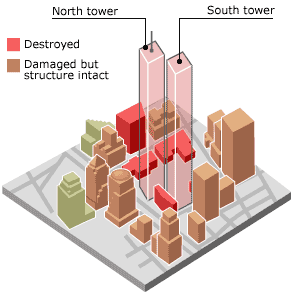 North tower
South tower
Destroyed
Damaged but
structure intact